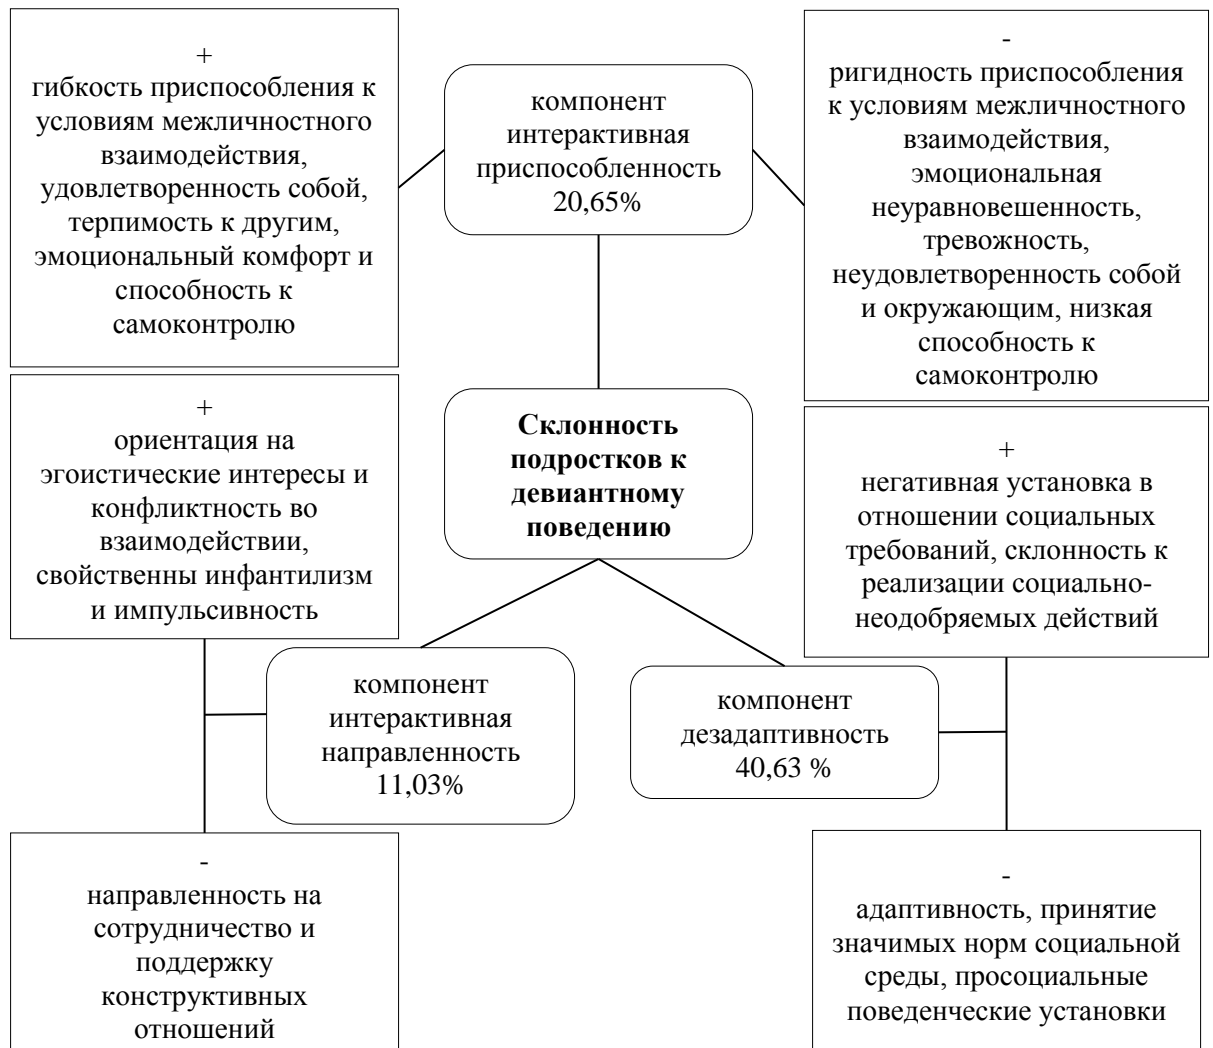 +
гибкость приспособления к
условиям межличностного
взаимодействия,
удовлетворенность собой,
терпимость к другим,
эмоциональный комфорт и
способность к
самоконтролю
компонент
интерактивная
приспособленность
20,65%
-
ригидность приспособления
к условиям межличностного
взаимодействия,
эмоциональная
неуравновешенность,
тревожность,
неудовлетворенность собой
и окружающим, низкая
способность к
самоконтролю
+
ориентация на
эгоистические интересы и
конфликтность во
взаимодействии,
свойственны инфантилизм
и импульсивность
Склонность
подростков к
девиантному
поведению
+
негативная установка в
отношении социальных
требований, склонность к
реализации социально-
неодобряемых действий
компонент
интерактивная
направленность
11,03%
компонент
дезадаптивность
40,63 %
-
направленность на
сотрудничество и
поддержку
конструктивных
отношений
-
адаптивность, принятие
значимых норм социальной
среды, просоциальные
поведенческие установки